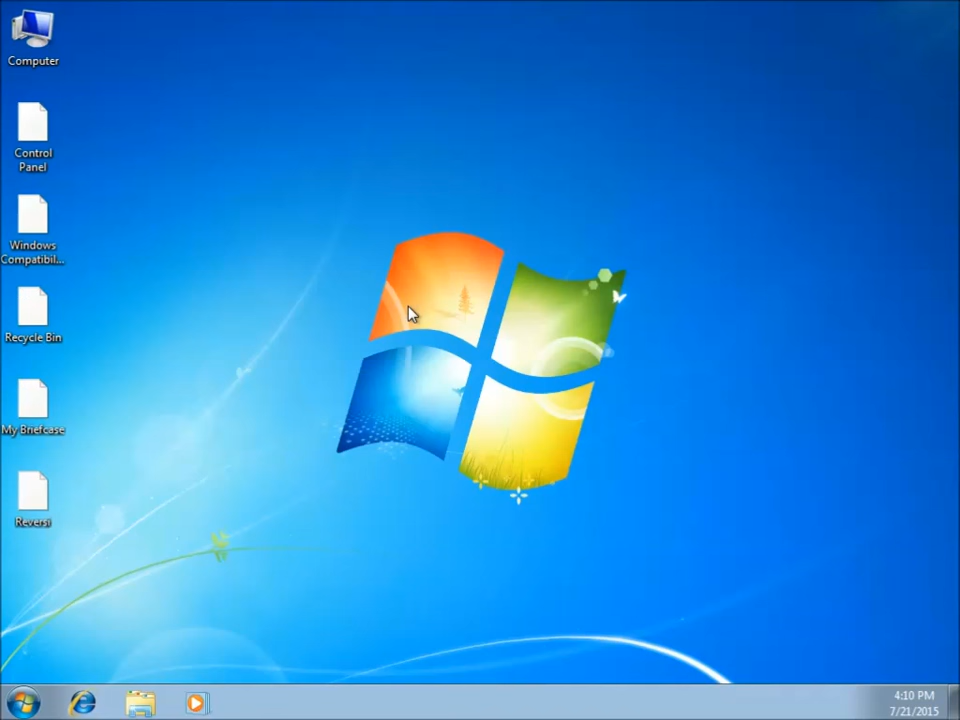 Computer
Control
Panel
Windows
Compatibil...
Recycle Bin
My Briefcase
Reversi
4:10 PM
7/21/2015